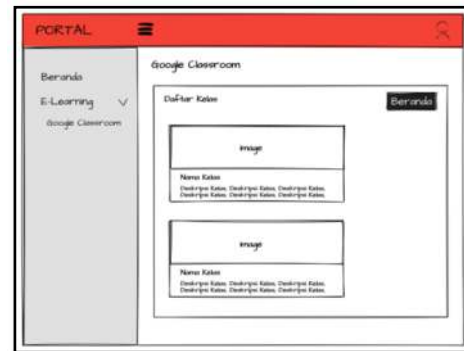 PORTAL
Beranda
E-Learning
Google Classroom
Google Classroom
Daftar Kelas
Beranda
Image
Nama Kelas
Deskripsi Kelas, Deskripsi Kelas, Deskripsi Kelas,
Deskripsi Kelas, Deskripsi Kelas, Deskripsi Kelas,
Image
Nama Kelas
Deskripsi Kelas, Deskripsi Kelas, Deskripsi Kelas,
Deskripsi Kelas, Deskripsi Kelas, Deskripsi Kelas,